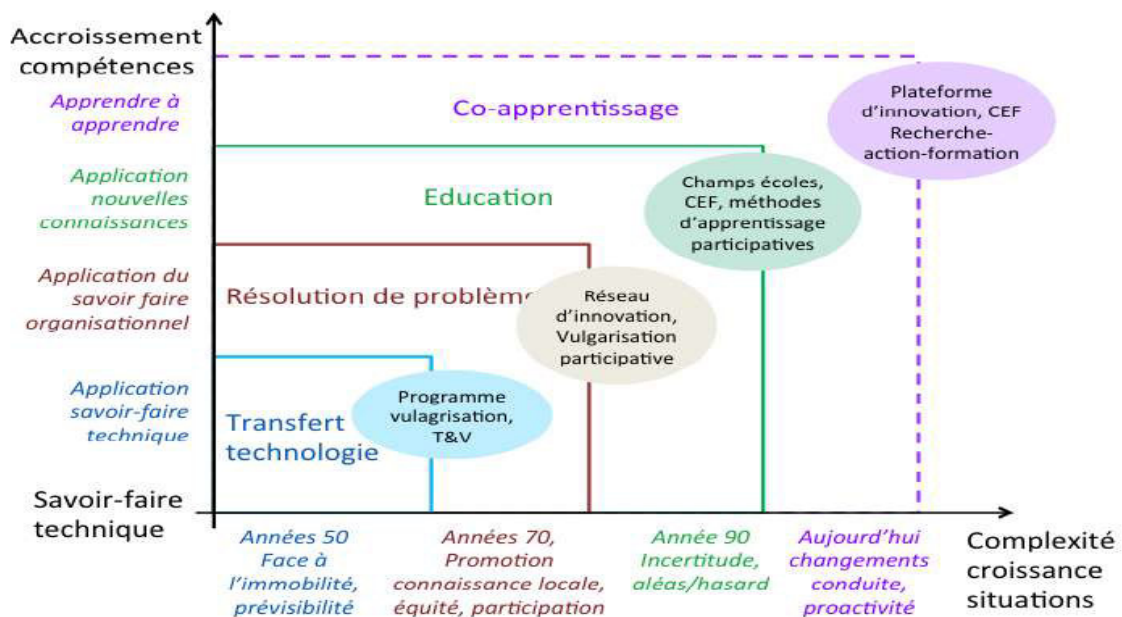 Accroissement
compétences
Apprendre à
apprendre
Application
nouvelles
connaissances
Application du
savoir faire
organisationnel
Application
savoir-faire
technique
Savoir-faire
technique
Co-apprentissage
Plateforme
d'innovation, CEF
Recherche-
action-formation
Education
Champs écoles,
CEF, méthodes
d'apprentissage
participatives
Résolution de problème
Réseau
d'innovation,
Vulgarisation
participative
Transfert
technologie
Programme
vulagrisation,
T&V
Années 50
Face à
l'immobilité,
prévisibilité
Années 70,
Promotion
connaissance locale,
équité, participation
Année 90
Incertitude,
aléas/hasard
Aujourd'hui
changements
conduite,
proactivité
Complexité
croissance
situations